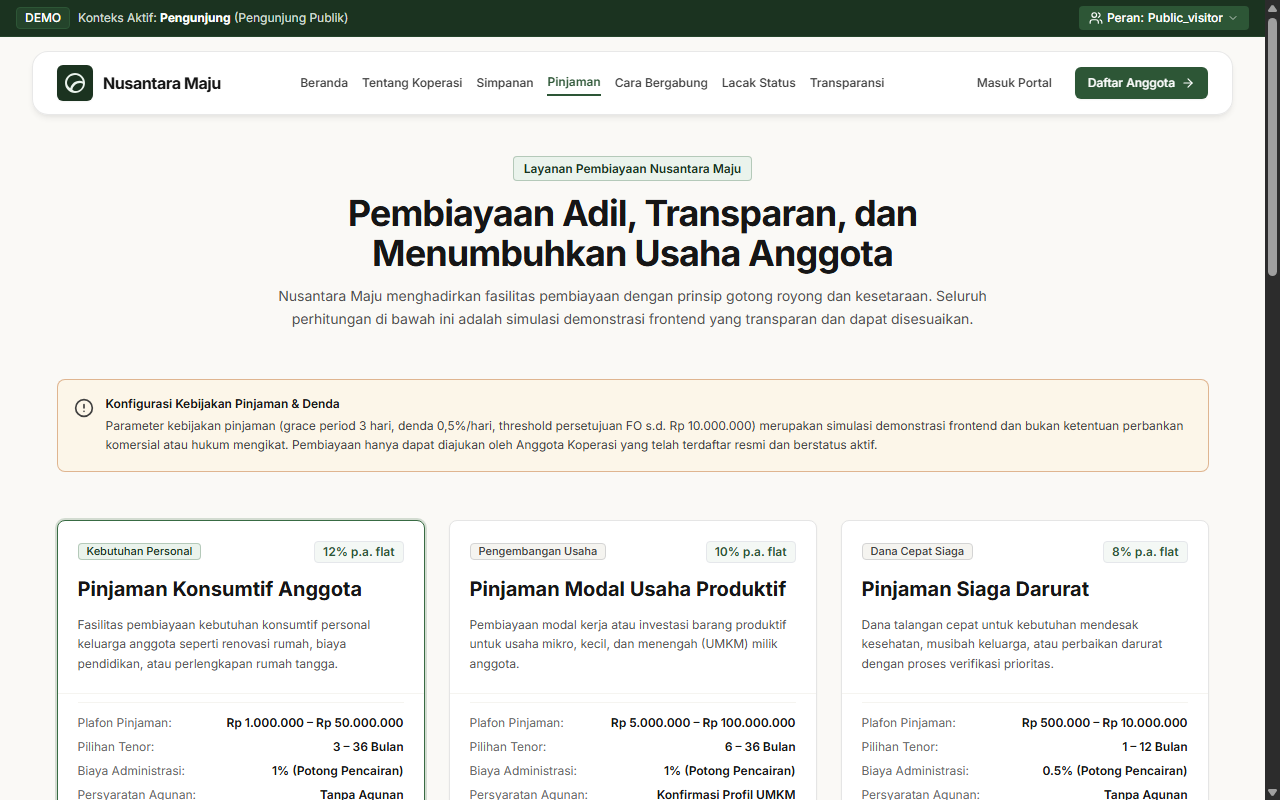 DEMO Konteks Aktif: Pengunjung (Pengunjung Publik)
Peran: Public_visitor
Nusantara Maju
Beranda Tentang Koperasi Simpanan Pinjaman Cara Bergabung Lacak Status Transparansi
Masuk Portal
Daftar Anggota →
Layanan Pembiayaan Nusantara Maju
Pembiayaan Adil, Transparan, dan
Menumbuhkan Usaha Anggota
Nusantara Maju menghadirkan fasilitas pembiayaan dengan prinsip gotong royong dan kesetaraan. Seluruh
perhitungan di bawah ini adalah simulasi demonstrasi frontend yang transparan dan dapat disesuaikan.
Konfigurasi Kebijakan Pinjaman & Denda
Parameter kebijakan pinjaman (grace period 3 hari, denda 0,5%/hari, threshold persetujuan FO s.d. Rp 10.000.000) merupakan simulasi demonstrasi frontend dan bukan ketentuan perbankan
komersial atau hukum mengikat. Pembiayaan hanya dapat diajukan oleh Anggota Koperasi yang telah terdaftar resmi dan berstatus aktif.
Kebutuhan Personal
12% p.a. flat
Pinjaman Konsumtif Anggota
Fasilitas pembiayaan kebutuhan konsumtif personal
keluarga anggota seperti renovasi rumah, biaya
pendidikan, atau perlengkapan rumah tangga.
Plafon Pinjaman: Rp 1.000.000 – Rp 50.000.000
Pilihan Tenor: 3 – 36 Bulan
Biaya Administrasi: 1% (Potong Pencairan)
Persyaratan Agunan: Tanpa Agunan
Pengembangan Usaha
10% p.a. flat
Pinjaman Modal Usaha Produktif
Pembiayaan modal kerja atau investasi barang produktif
untuk usaha mikro, kecil, dan menengah (UMKM) milik
anggota.
Plafon Pinjaman: Rp 5.000.000 – Rp 100.000.000
Pilihan Tenor: 6 – 36 Bulan
Biaya Administrasi: 1% (Potong Pencairan)
Persyaratan Agunan: Konfirmasi Profil UMKM
Dana Cepat Siaga
8% p.a. flat
Pinjaman Siaga Darurat
Dana talangan cepat untuk kebutuhan mendesak
kesehatan, musibah keluarga, atau perbaikan darurat
dengan proses verifikasi prioritas.
Plafon Pinjaman: Rp 500.000 – Rp 10.000.000
Pilihan Tenor: 1 – 12 Bulan
Biaya Administrasi: 0.5% (Potong Pencairan)
Persyaratan Agunan: Tanpa Agunan